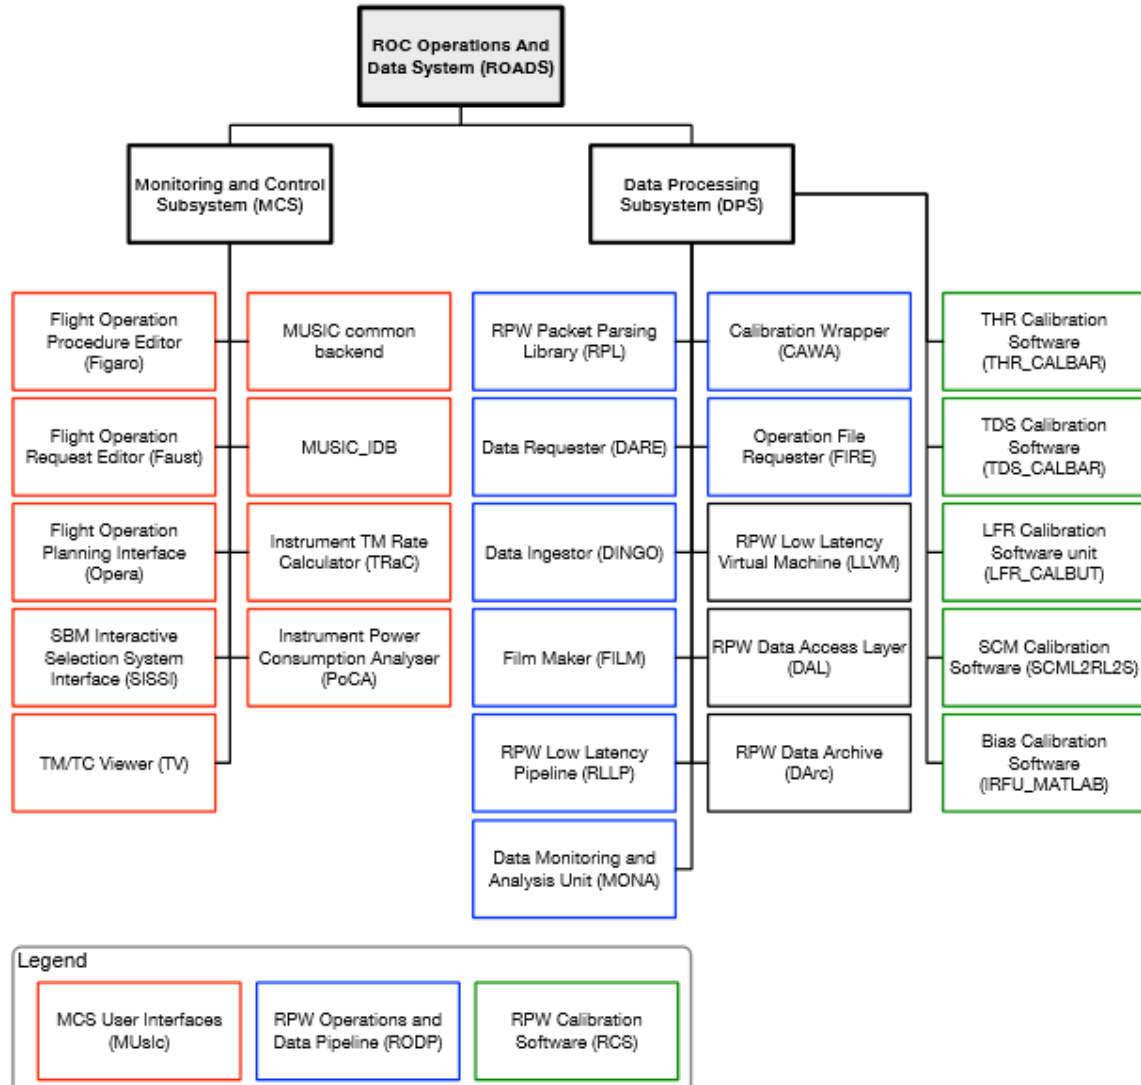 ROC Operations And
Data System (ROADS)
Monitoring and Control
Subsystem (MCS)
Data Processing
Subsystem (DPS)
Flight Operation
Procedure Editor
(Figaro)
MUSIC common
backend
RPW Packet Parsing
Library (RPL)
Calibration Wrapper
(CAWA)
THR Calibration
Software
(THR_CALBAR)
Flight Operation
Request Editor (Faust)
MUSIC_IDB
Data Requester (DARE)
Operation File
Requester (FIRE)
TDS Calibration
Software
(TDS_CALBAR)
Flight Operation
Planning Interface
(Opera)
Instrument TM Rate
Calculator (TRaC)
Data Ingestor (DINGO)
RPW Low Latency
Virtual Machine (LLVM)
LFR Calibration
Software unit
(LFR_CALBUT)
SBM Interactive
Selection System
Interface (SISSI)
Instrument Power
Consumption Analyser
(PoCA)
Film Maker (FILM)
RPW Data Access Layer
(DAL)
SCM Calibration
Software (SCML2RL2S)
TM/TC Viewer (TV)
RPW Low Latency
Pipeline (RLLP)
RPW Data Archive
(DArc)
Bias Calibration
Software
(IRFU_MATLAB)
Data Monitoring and
Analysis Unit (MONA)
Legend
MCS User Interfaces
(MUsIc)
RPW Operations and
Data Pipeline (RODP)
RPW Calibration
Software (RCS)